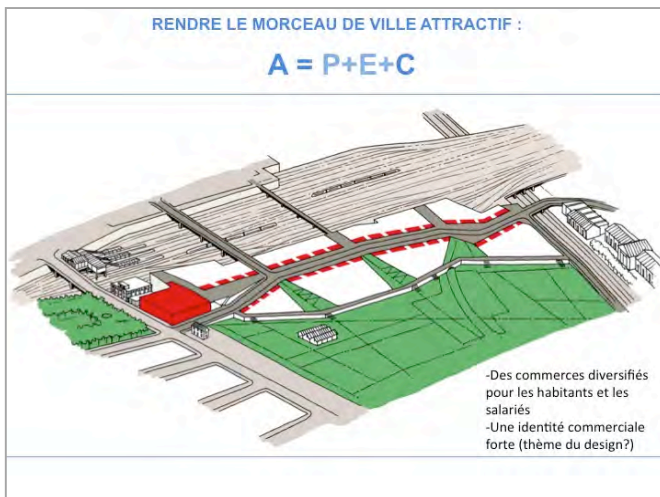 RENDRE LE MORCEAU DE VILLE ATTRACTIF :
A = P+E+C
-Des commerces diversifiés
pour les habitants et les
salariés
-Une identité commerciale
forte (thème du design?)